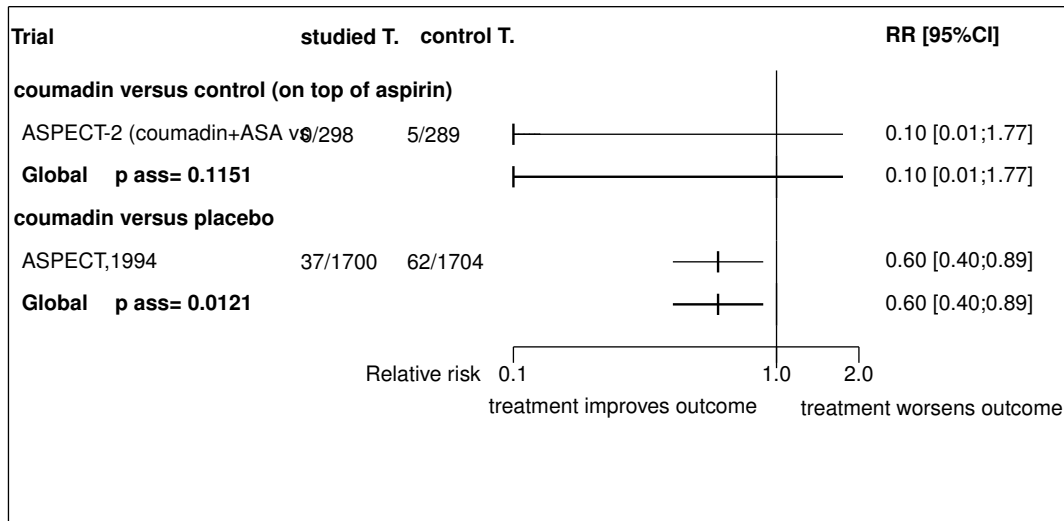 Trial studied T. control T. RR [95%CI]
coumadin versus control (on top of aspirin)
ASPECT-2 (coumadin+ASA vs 0/298 5/289 0.10 [0.01;1.77]
Global p ass= 0.1151 0.10 [0.01;1.77]
coumadin versus placebo
ASPECT,1994 37/1700 62/1704 0.60 [0.40;0.89]
Global p ass= 0.0121 0.60 [0.40;0.89]
Relative risk 0.1 1.0 2.0
treatment improves outcome treatment worsens outcome